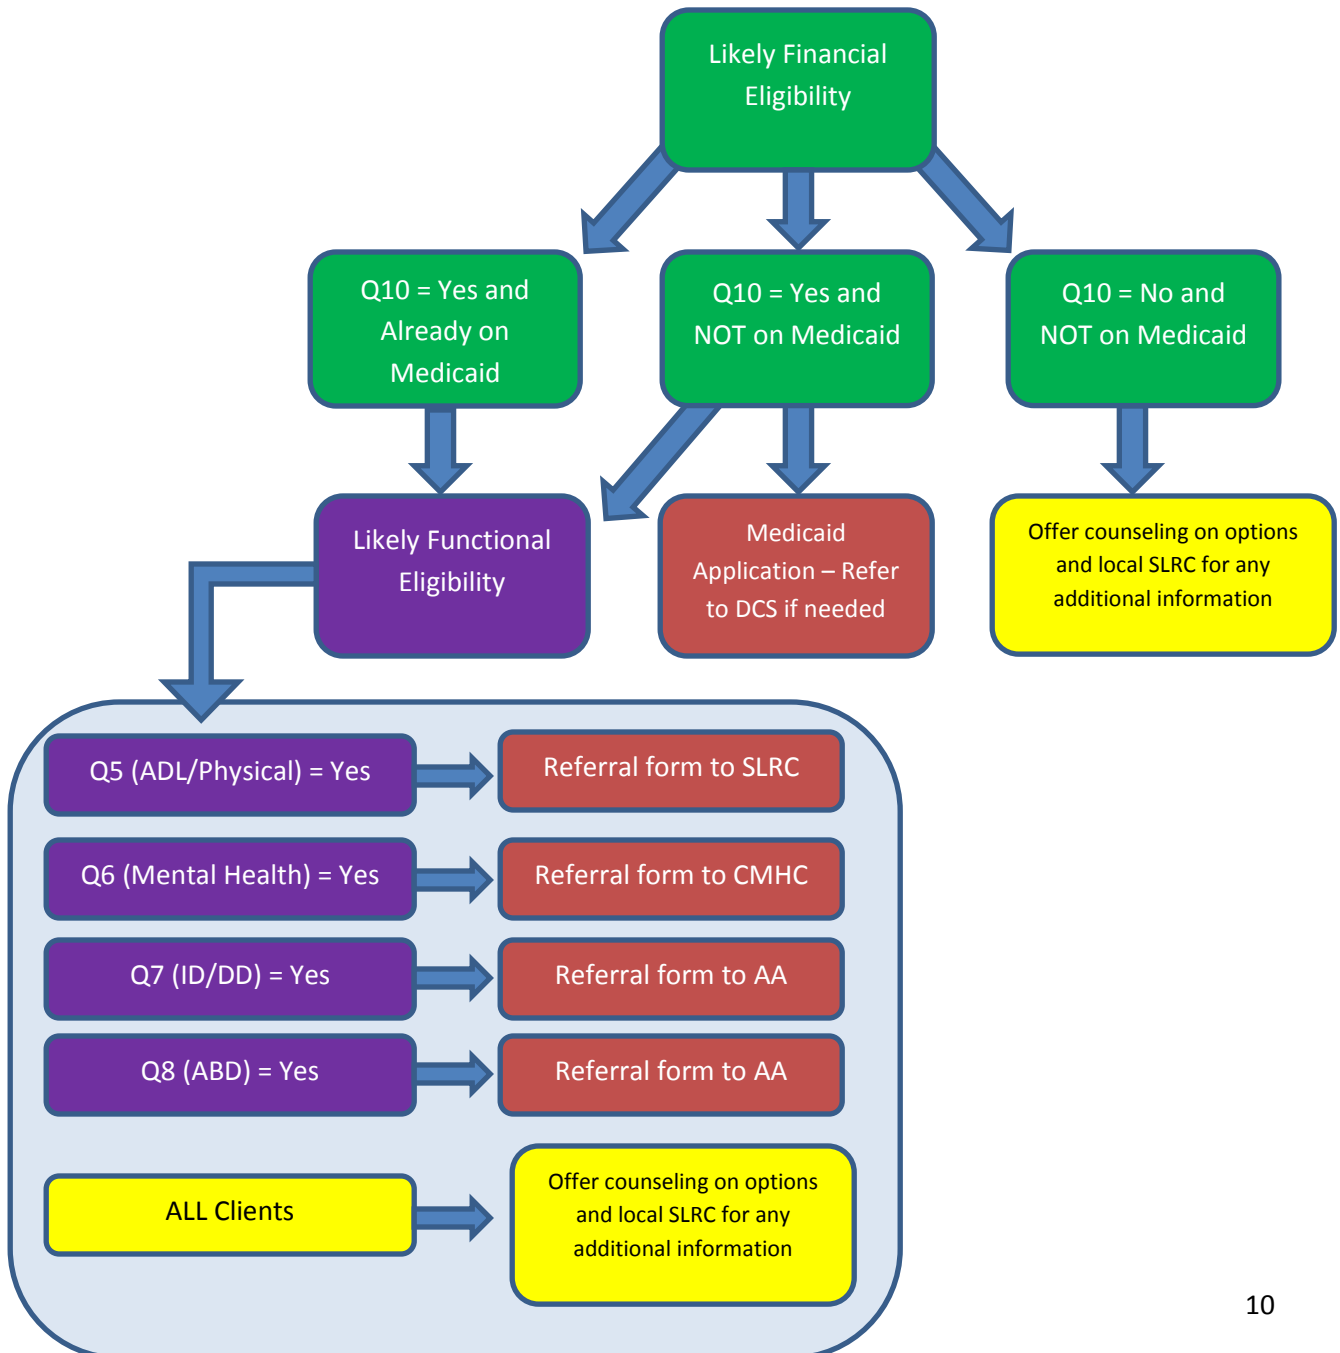 Likely Financial
Eligibility
Q10 = Yes and
Already on
Medicaid
Q10 = Yes and
NOT on Medicaid
Q10 = No and
NOT on Medicaid
Likely Functional
Eligibility
Medicaid
Application – Refer
to DCS if needed
Offer counseling on options
and local SLRC for any
additional information
Q5 (ADL/Physical) = Yes
Referral form to SLRC
Q6 (Mental Health) = Yes
Referral form to CMHC
Q7 (ID/DD) = Yes
Referral form to AA
Q8 (ABD) = Yes
Referral form to AA
ALL Clients
Offer counseling on options
and local SLRC for any
additional information
10